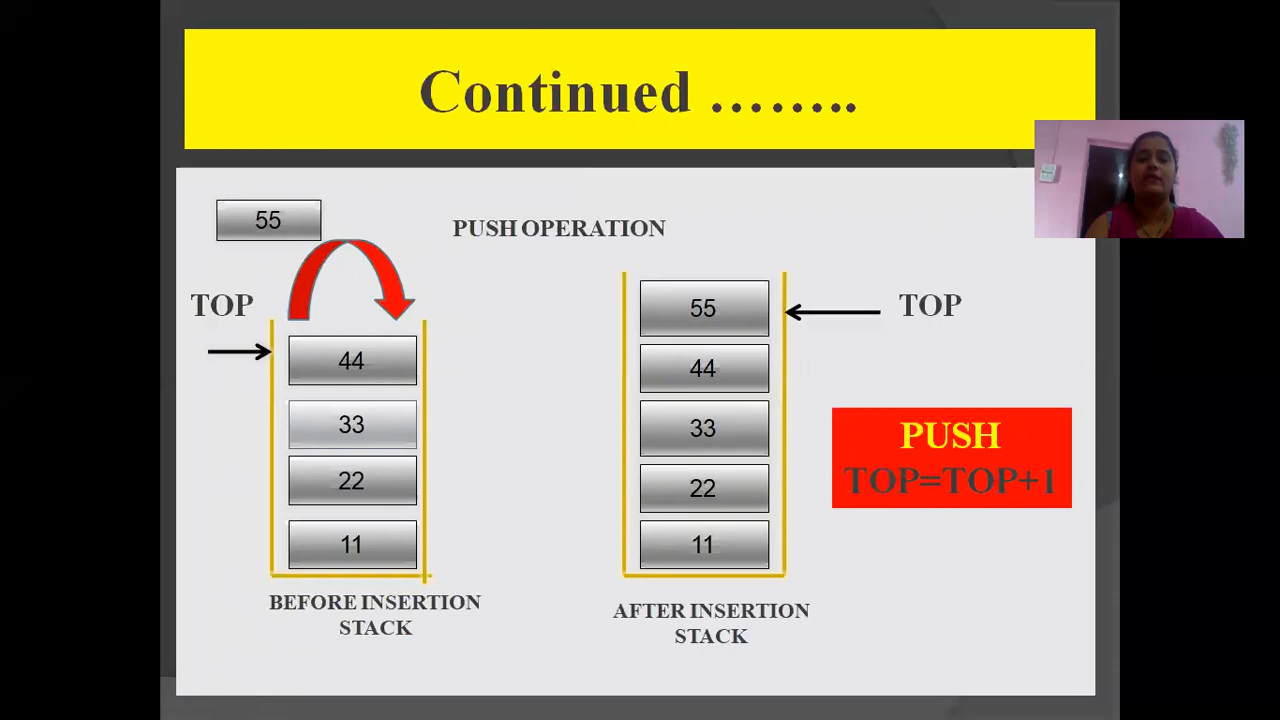 Continued ……..
55
PUSH OPERATION
TOP
44
33
22
11
BEFORE INSERTION
STACK
55
44
33
22
11
TOP
AFTER INSERTION
STACK
PUSH
TOP=TOP+1